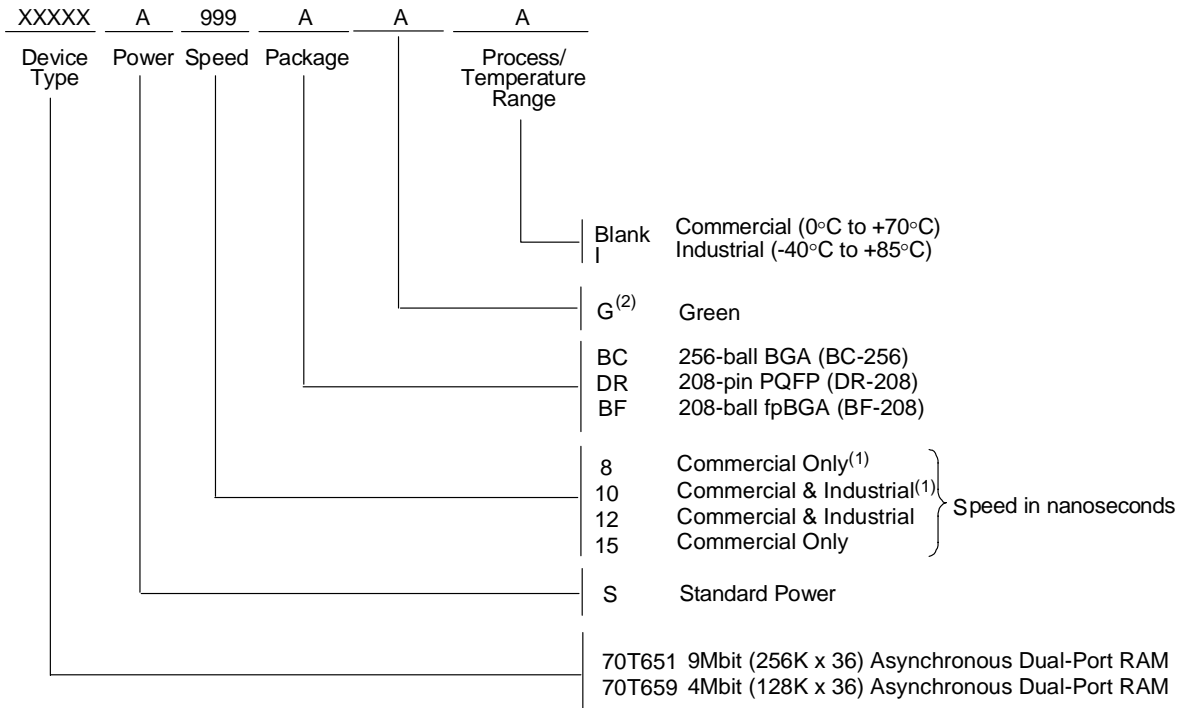 XXXXX A 999 A A A
Device Type Power Speed Package Process/ Temperature Range
Blank Commercial (0°C to +70°C)
I Industrial (-40°C to +85°C)
G(2) Green
BC 256-ball BGA (BC-256)
DR 208-pin PQFP (DR-208)
BF 208-ball fpBGA (BF-208)
8 Commercial Only(1)
10 Commercial & Industrial(1)
Speed in nanoseconds
12 Commercial & Industrial
15 Commercial Only
S Standard Power
70T651 9Mbit (256K x 36) Asynchronous Dual-Port RAM
70T659 4Mbit (128K x 36) Asynchronous Dual-Port RAM